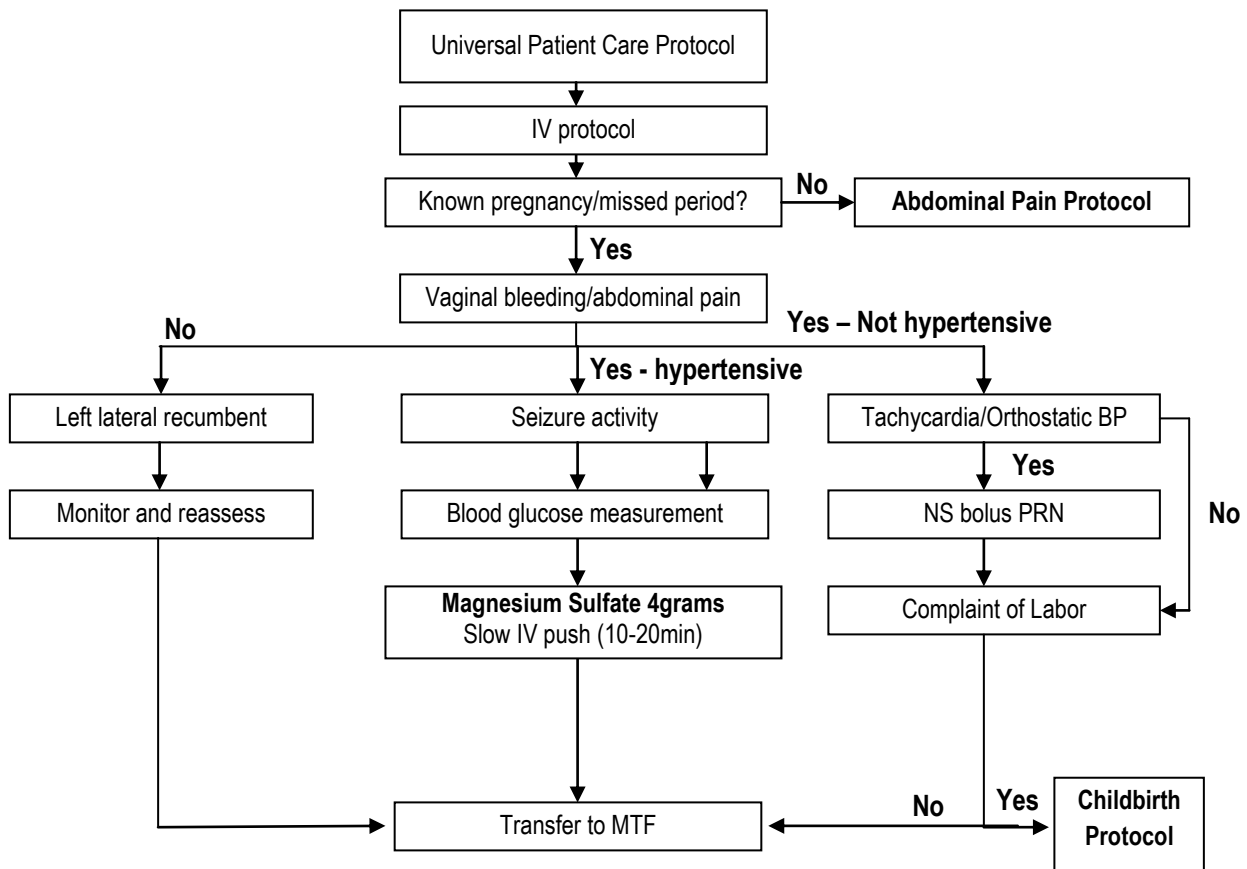 Universal Patient Care Protocol
IV protocol
Known pregnancy/missed period?
No
Abdominal Pain Protocol
Yes
Vaginal bleeding/abdominal pain
No
Yes – Not hypertensive
Yes - hypertensive
Left lateral recumbent
Seizure activity
Tachycardia/Orthostatic BP
Yes
Monitor and reassess
Blood glucose measurement
NS bolus PRN
No
Magnesium Sulfate 4grams
Slow IV push (10-20min)
Complaint of Labor
Transfer to MTF
No
Yes
Childbirth
Protocol